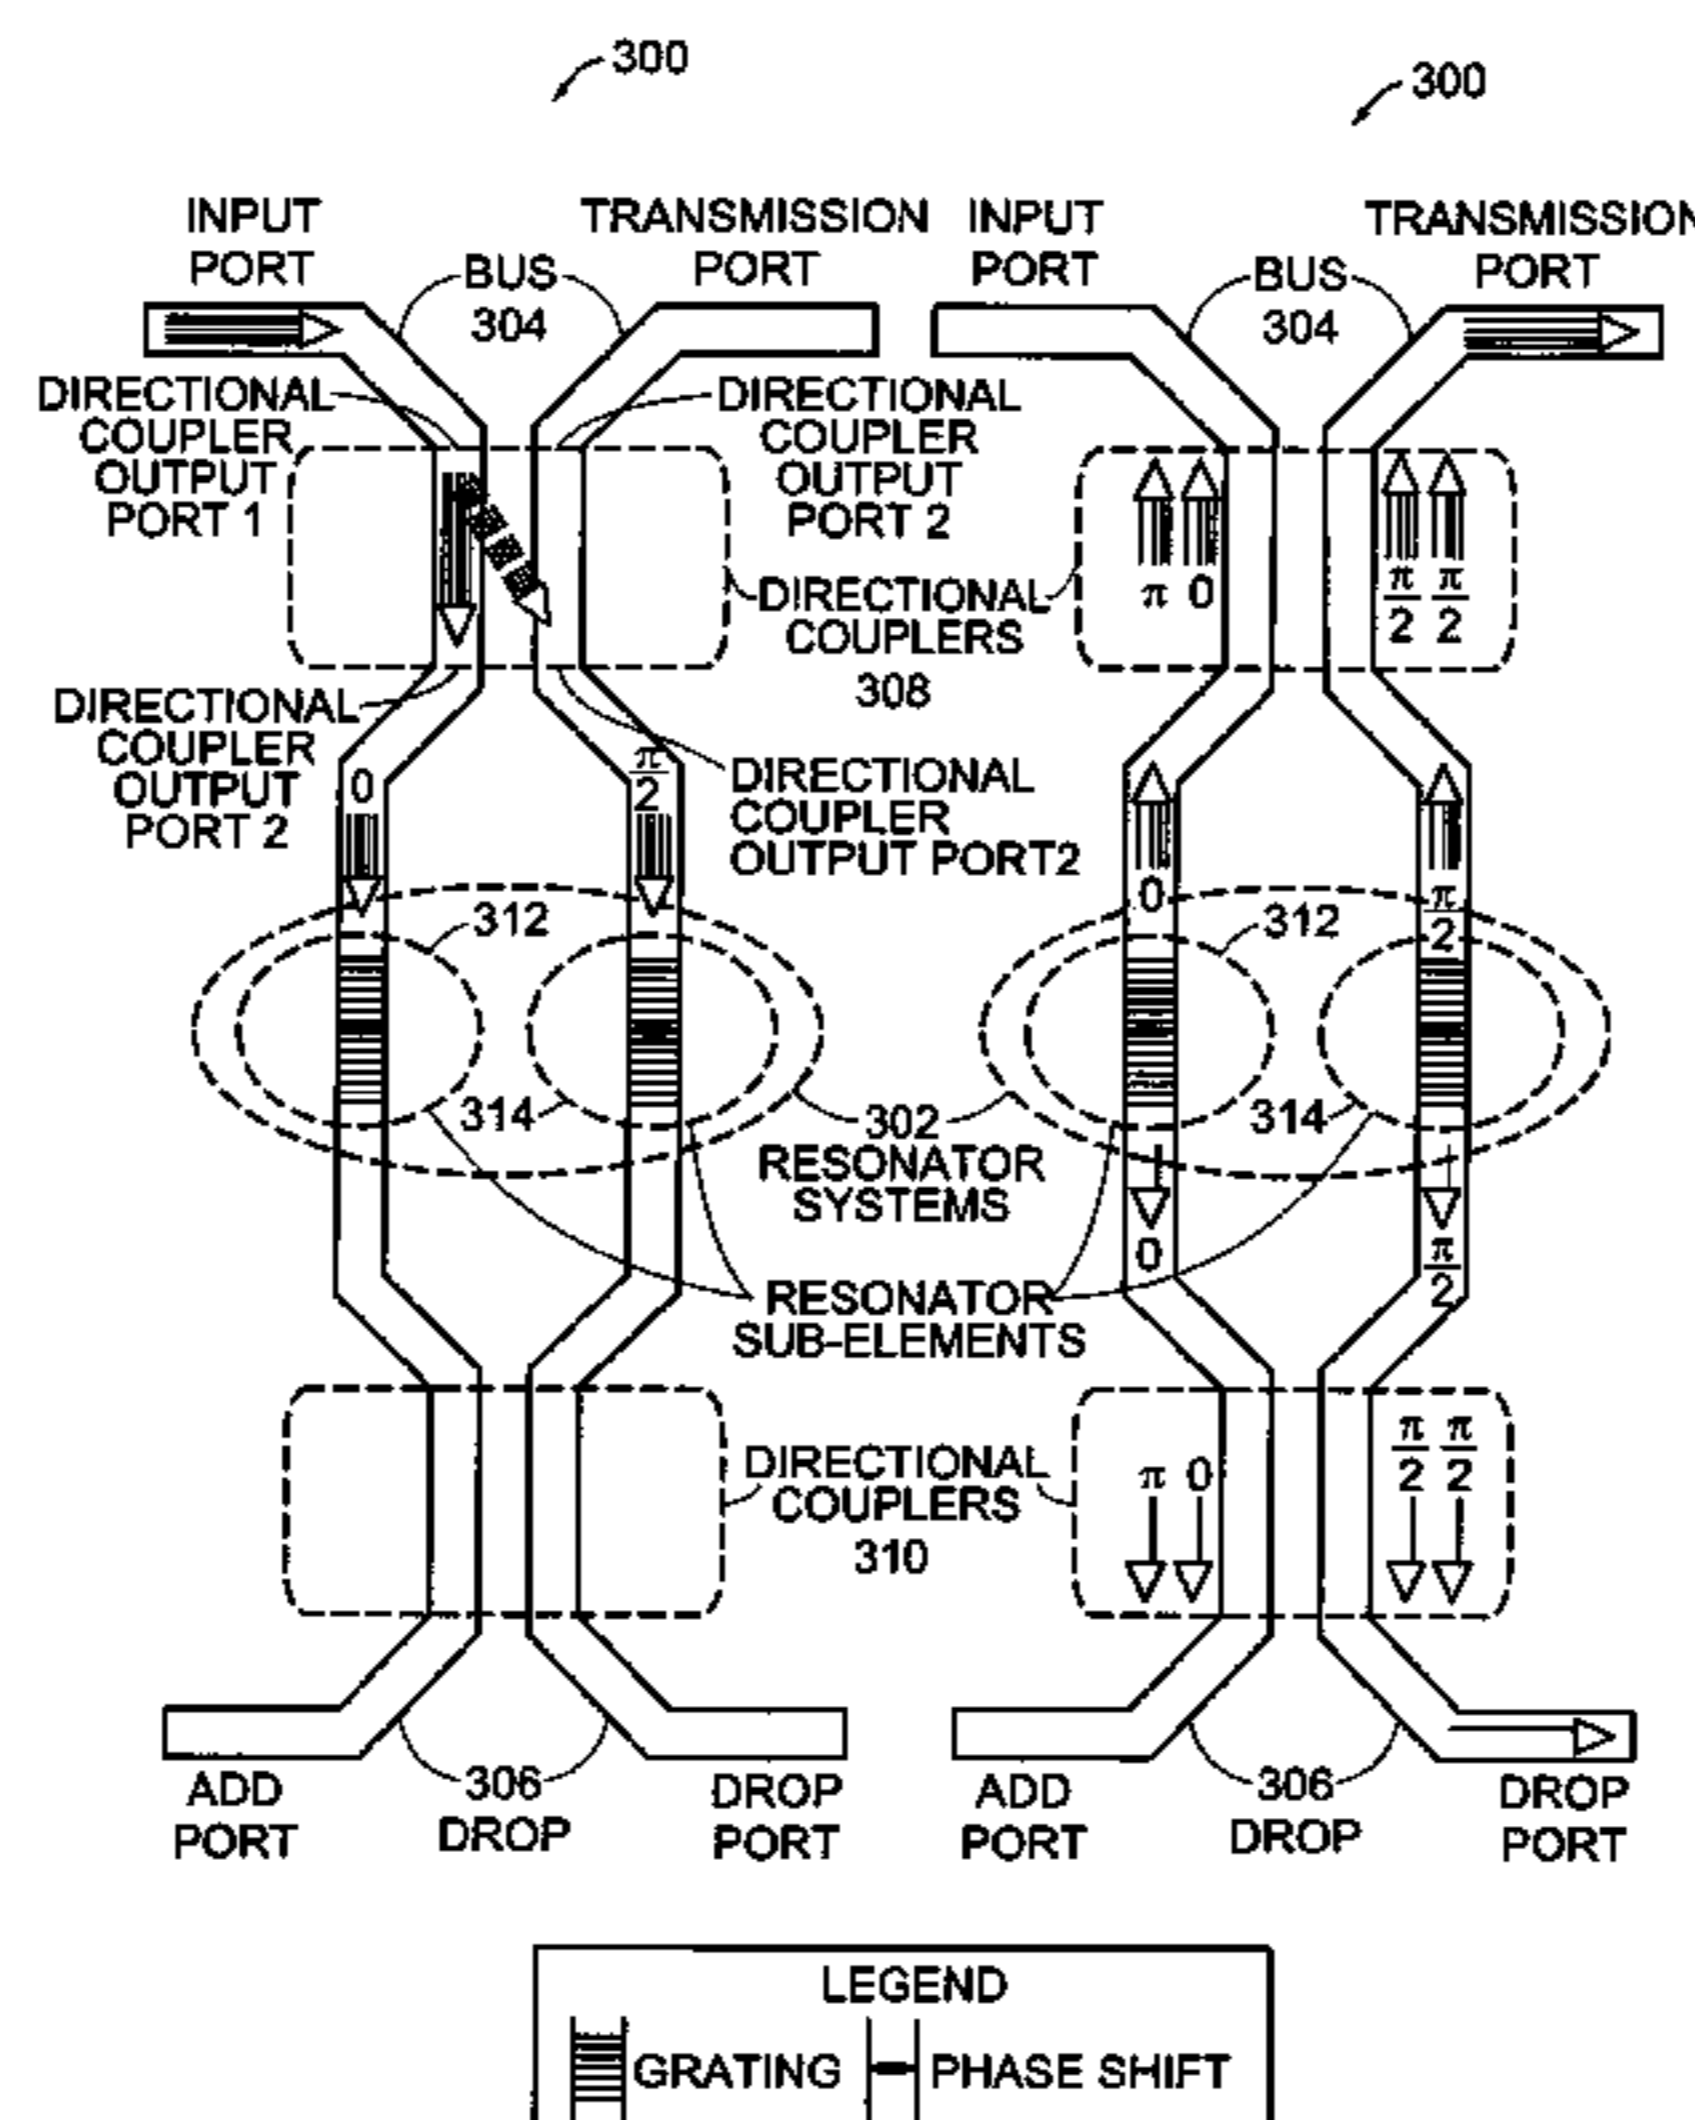 300
300
INPUT
PORT
BUS
304
TRANSMISSION
PORT
INPUT
PORT
BUS
304
TRANSMISSION
PORT
DIRECTIONAL
COUPLER
OUTPUT
PORT 1
DIRECTIONAL
COUPLER
OUTPUT
PORT 2
π 0
π/2 π/2
DIRECTIONAL
COUPLERS
308
DIRECTIONAL
COUPLER
OUTPUT
PORT 2
0
π/2
DIRECTIONAL
COUPLER
OUTPUT PORT2
0
π/2
312
312
314
314
302
RESONATOR
SYSTEMS
0
π/2
RESONATOR
SUB-ELEMENTS
DIRECTIONAL
COUPLERS
310
π 0
π/2 π/2
ADD
PORT
306
DROP
DROP
PORT
ADD
PORT
306
DROP
DROP
PORT
LEGEND
GRATING
PHASE SHIFT